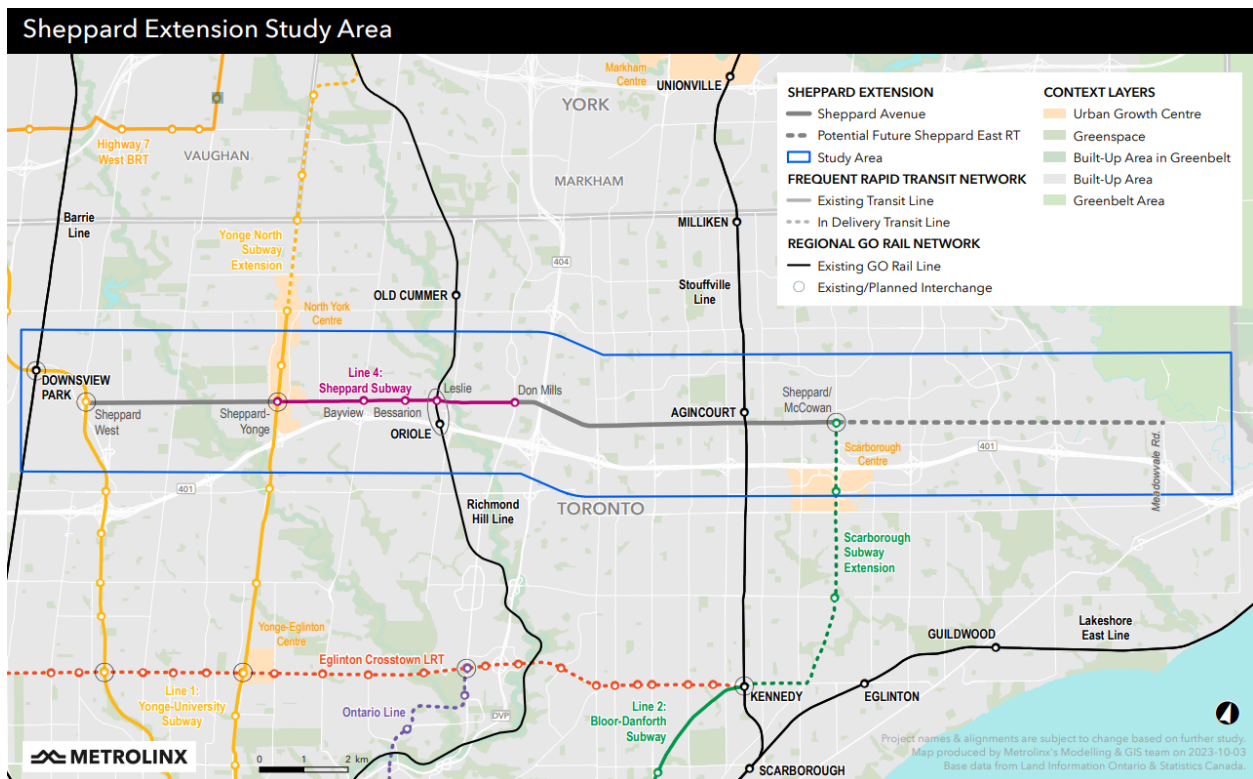 Sheppard Extension Study Area
Markham
Centre
UNIONVILLE
YORK
Highway 7
West BRT
VAUGHAN
MARKHAM
Barrie
Line
Yonge North
Subway
Extension
MILLIKEN
404
OLD CUMMER
Stouffville
Line
North York
Centre
SHEPPARD EXTENSION
Sheppard Avenue
Potential Future Sheppard East RT
Study Area
FREQUENT RAPID TRANSIT NETWORK
Existing Transit Line
In Delivery Transit Line
REGIONAL GO RAIL NETWORK
Existing GO Rail Line
Existing/Planned Interchange
CONTEXT LAYERS
Urban Growth Centre
Greenspace
Built-Up Area in Greenbelt
Built-Up Area
Greenbelt Area
DOWNSVIEW
PARK
Line 4:
Sheppard Subway
Leslie
Don Mills
Sheppard/
McCowan
Sheppard
West
Sheppard-
Yonge
Bayview
Bessarion
ORIOLE
AGINCOURT
401
Scarborough
Centre
Meadowvale Rd.
401
Richmond
Hill Line
TORONTO
Scarborough
Subway
Extension
Yonge-Eglinton
Centre
Eglinton Crosstown LRT
GUILDWOOD
Lakeshore
East Line
Line 1:
Yonge-University
Subway
Ontario Line
DVP
Line 2:
Bloor-Danforth
Subway
KENNEDY
EGLINTON
SCARBOROUGH
METROLINX
0 1 2 km
Project names & alignments are subject to change based on further study.
Map produced by Metrolinx's Modelling & GIS team on 2023-10-03
Base data from Land Information Ontario & Statistics Canada.